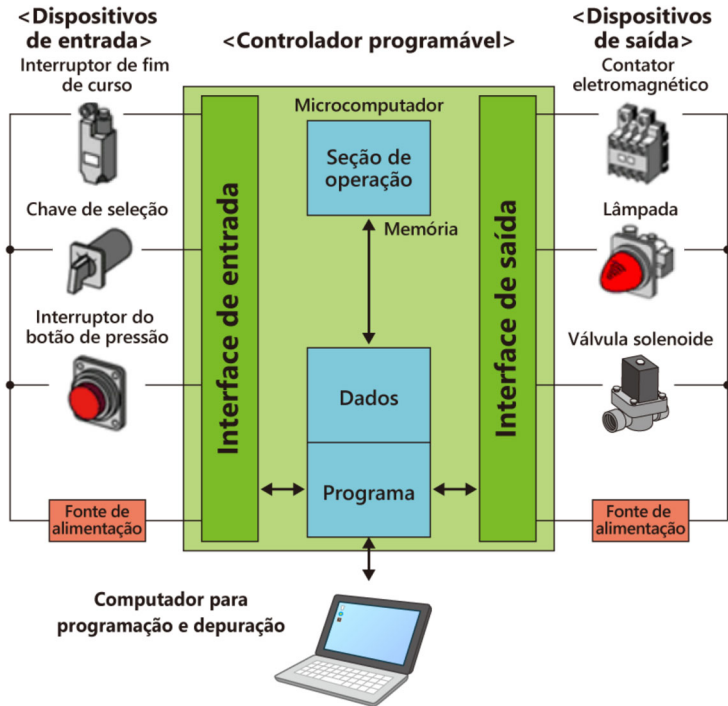 <Dispositivos
de entrada>
<Controlador programável>
<Dispositivos
de saída>
Interruptor de fim
de curso
Chave de seleção
Interruptor do
botão de pressão
Fonte de
alimentação
Interface de entrada
Microcomputador
Seção de
operação
Memória
Dados
Programa
Interface de saída
Contator
eletromagnético
Lâmpada
Válvula solenoide
Fonte de
alimentação
Computador para
programação e depuração